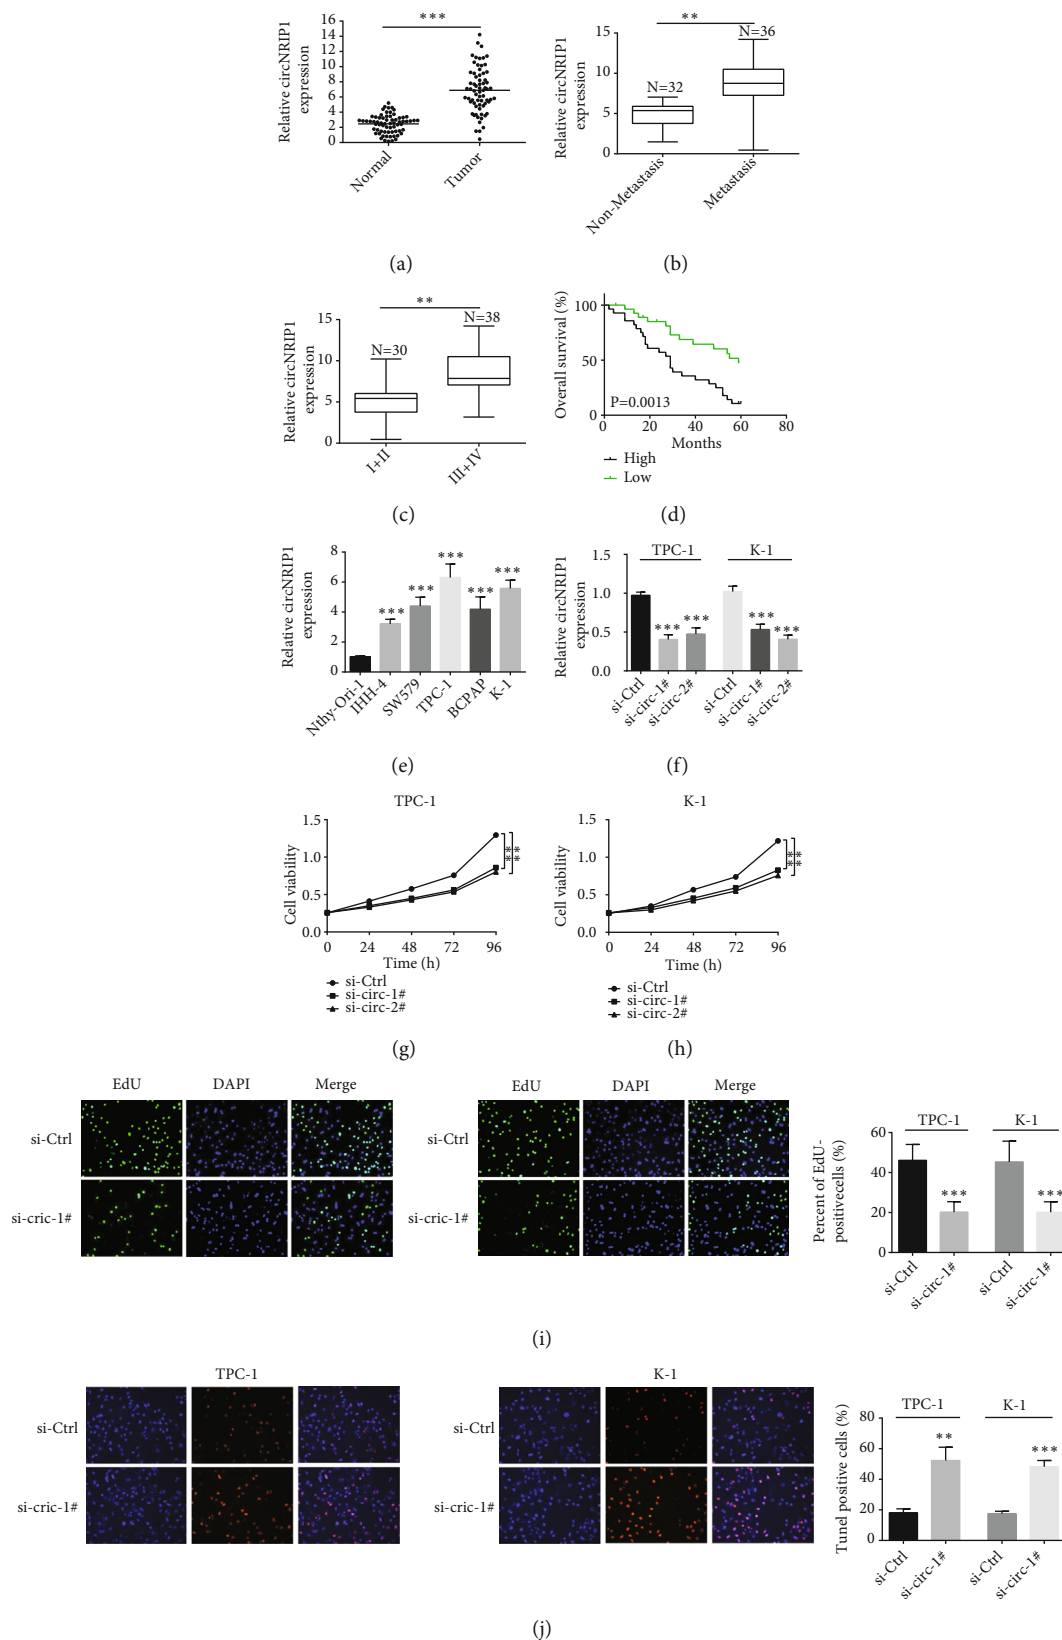 Relative circNRIP1
expression
16
14
12
10
8
6
4
2
0
***
Normal
Tumor
(a)
Relative circNRIP1
expression
15
10
5
0
**
N=32
N=36
Non-Metastasis
Metastasis
(b)
Relative circNRIP1
expression
15
10
5
0
**
N=30
N=38
I+II
III+IV
(c)
Overall survival (%)
100
50
0
P=0.0013
0 20 40 60 80
Months
High
Low
(d)
Relative circNRIP1
expression
8
6
4
2
0
*** *** *** *** ***
Nthy-Ori-1
IHH-4
SW579
TPC-1
BCPAP
K-1
(e)
Relative circNRIP1
expression
1.5
1.0
0.5
0.0
TPC-1 K-1
*** *** *** ***
si-Ctrl
si-circ-1#
si-circ-2#
si-Ctrl
si-circ-1#
si-circ-2#
(f)
TPC-1
Cell viability
1.5
1.0
0.5
0.0
0 24 48 72 96
Time (h)
**
**
si-Ctrl
si-circ-1#
si-circ-2#
(g)
K-1
Cell viability
1.5
1.0
0.5
0.0
0 24 48 72 96
Time (h)
**
**
si-Ctrl
si-circ-1#
si-circ-2#
(h)
EdU DAPI Merge
si-Ctrl
si-cric-1#
EdU DAPI Merge
si-Ctrl
si-cric-1#
Percent of EdU-
positivecells (%)
60
40
20
0
TPC-1 K-1
*** ***
si-Ctrl
si-circ-1#
si-Ctrl
si-circ-1#
(i)
TPC-1
si-Ctrl
si-cric-1#
K-1
si-Ctrl
si-cric-1#
Tunel positive cells (%)
80
60
40
20
0
TPC-1 K-1
** ***
si-Ctrl
si-circ-1#
si-Ctrl
si-circ-1#
(j)